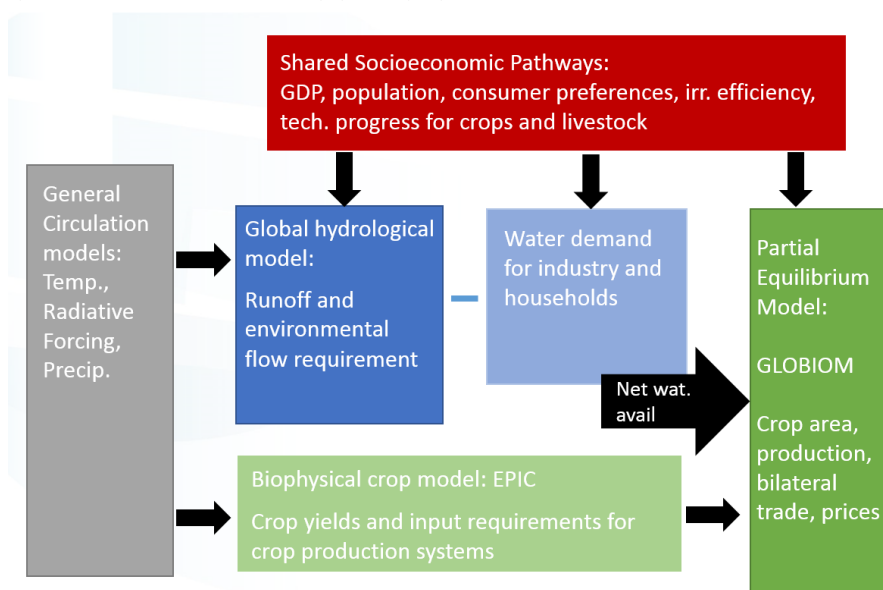 Shared Socioeconomic Pathways:
GDP, population, consumer preferences, irr. efficiency,
tech. progress for crops and livestock
General
Circulation
models:
Temp.,
Radiative
Forcing,
Precip.
Global hydrological
model:
Runoff and
environmental
flow requirement
Water demand
for industry and
households
Net wat.
avail
Partial
Equilibrium
Model:
GLOBIOM
Crop area,
production,
bilateral
trade, prices
Biophysical crop model: EPIC
Crop yields and input requirements for
crop production systems